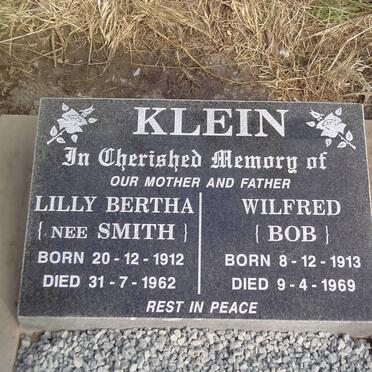 KLEIN
In Cherished Memory of
OUR MOTHER AND FATHER
LILLY BERTHA
{ NEE SMITH }
BORN 20-12-1912
DIED 31-7-1962
WILFRED
{ BOB }
BORN 8-12-1913
DIED 9-4-1969
REST IN PEACE